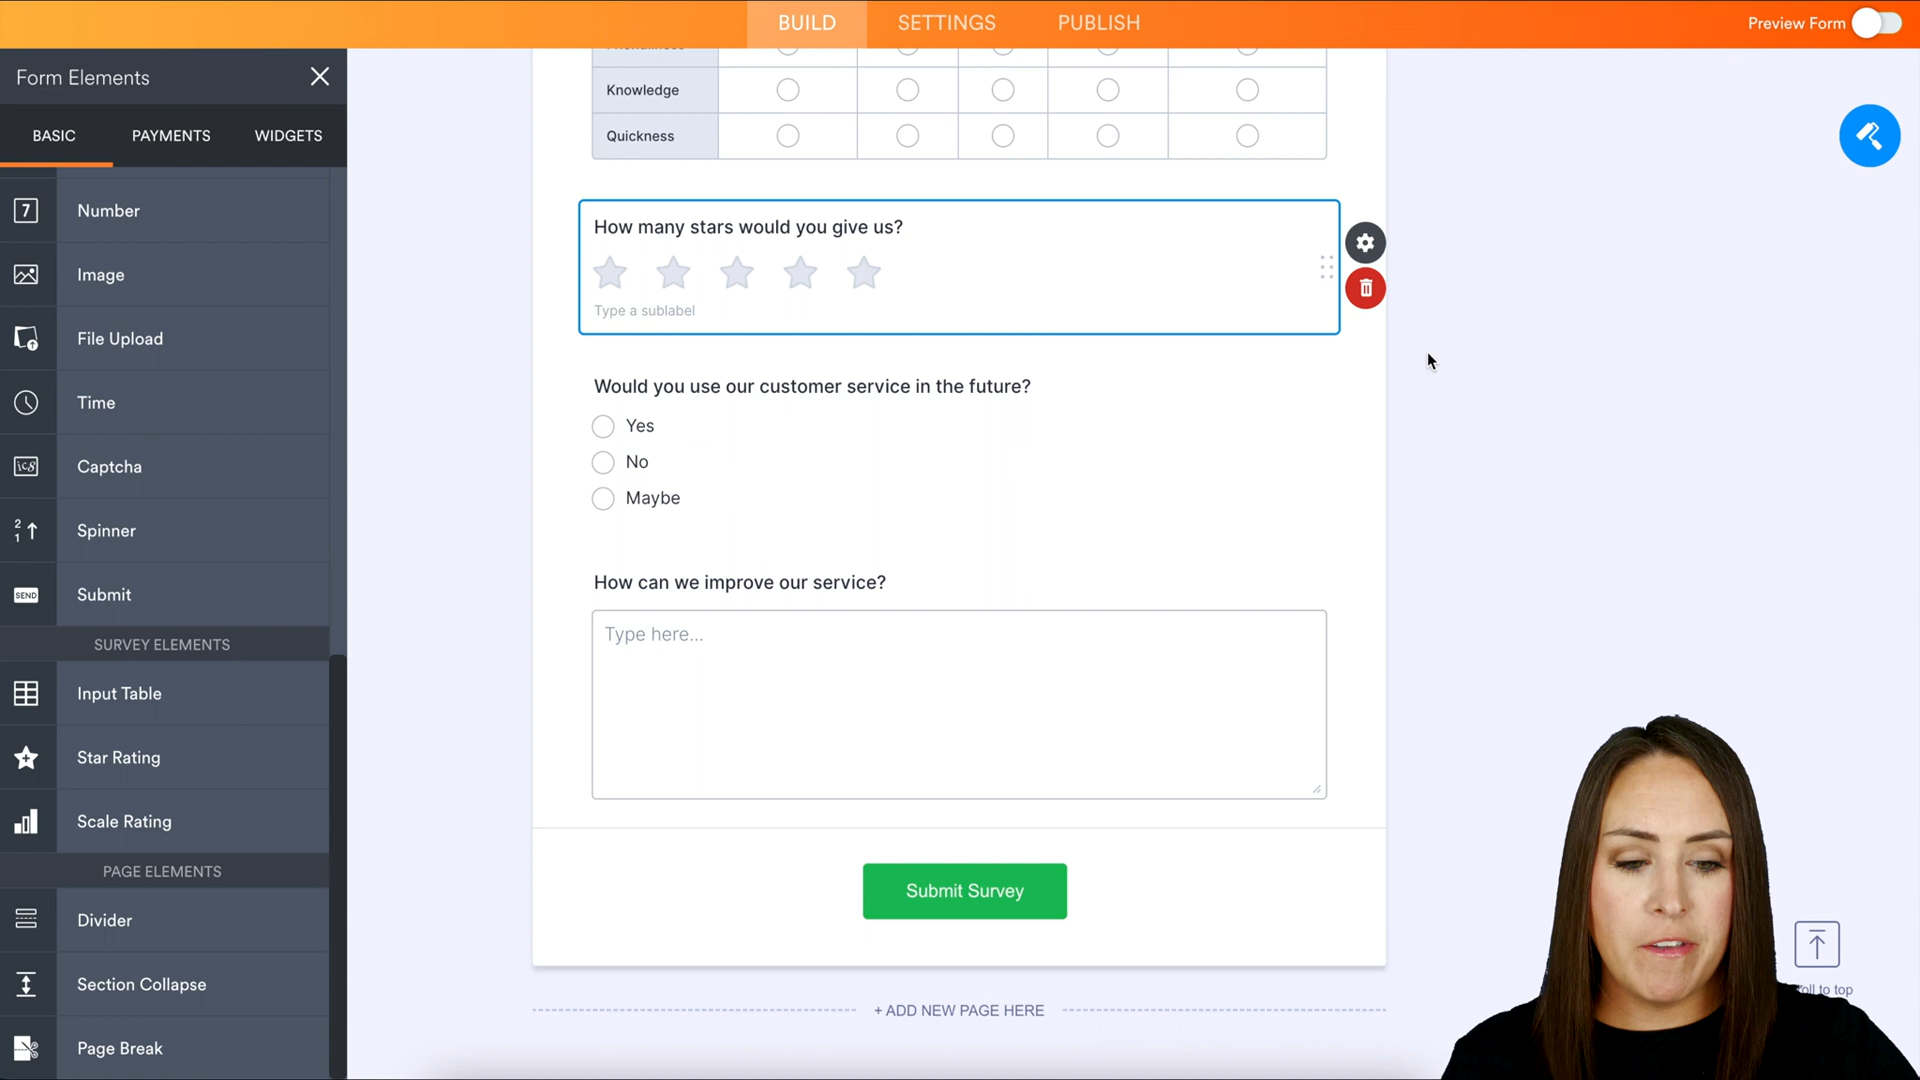 BUILD
SETTINGS
PUBLISH
Preview Form
Form Elements
BASIC
PAYMENTS
WIDGETS
Number
Image
File Upload
Time
Captcha
Spinner
Submit
SURVEY ELEMENTS
Input Table
Star Rating
Scale Rating
PAGE ELEMENTS
Divider
Section Collapse
Page Break
Knowledge
Quickness
How many stars would you give us?
Type a sublabel
Would you use our customer service in the future?
Yes
No
Maybe
How can we improve our service?
Type here...
Submit Survey
+ ADD NEW PAGE HERE
to top